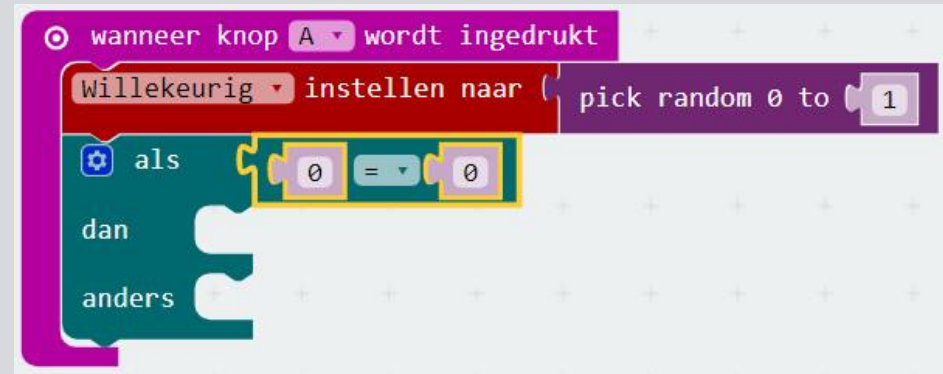 wanneer knop A wordt ingedrukt
Willekeurig instellen naar pick random 0 to 1
als 0 = 0
dan
anders